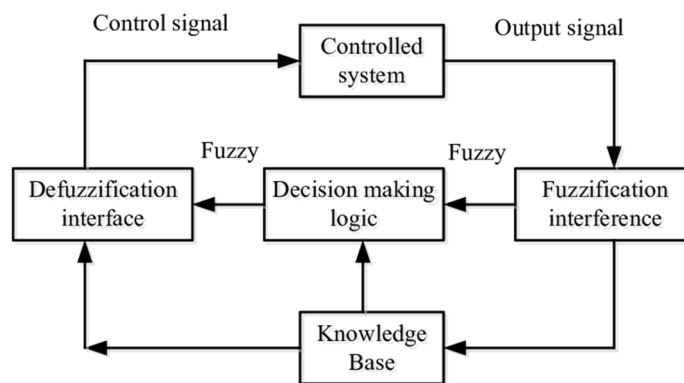 Control signal
Controlled
system
Output signal
Fuzzy
Fuzzy
Defuzzification
interface
Decision making
logic
Fuzzification
interference
Knowledge
Base